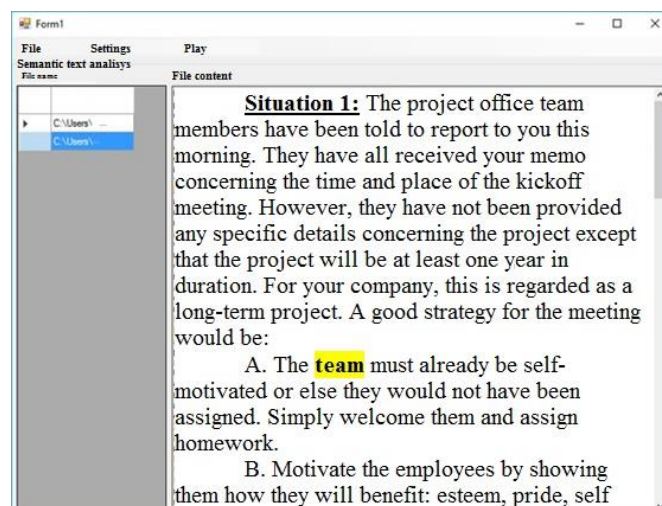 Form1
File Settings Play
Semantic text analisys
File name
File content
C:\Users\ ...
C:\Users\...
Situation 1: The project office team
members have been told to report to you this
morning. They have all received your memo
concerning the time and place of the kickoff
meeting. However, they have not been provided
any specific details concerning the project except
that the project will be at least one year in
duration. For your company, this is regarded as a
long-term project. A good strategy for the meeting
would be:
A. The team must already be self-
motivated or else they would not have been
assigned. Simply welcome them and assign
homework.
B. Motivate the employees by showing
them how they will benefit: esteem, pride, self